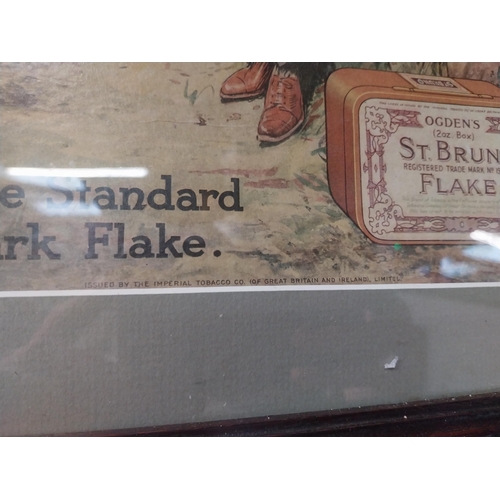 OGDEN'S
(2oz. Box)
ST. BRUN
REGISTERED TRADE MARK No
FLAKE
e Standard
ark Flake.
ISSUED BY THE IMPERIAL TOBACCO CO. (OF GREAT BRITAIN AND IRELAND), LIMITED.